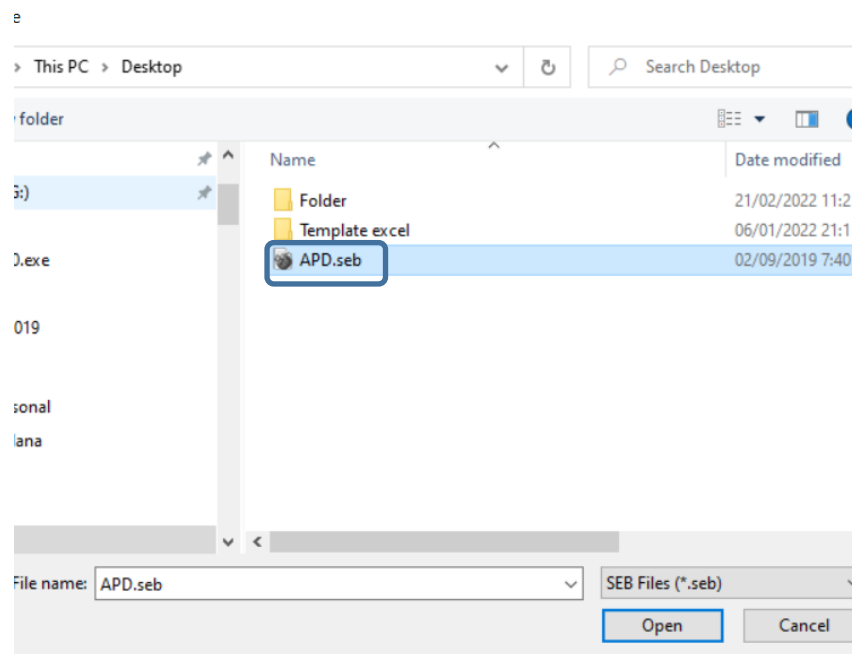 e
This PC > Desktop
Search Desktop
folder
Name
Date modified
G:)
Folder
21/02/2022 11:2
Template excel
06/01/2022 21:1
.exe
APD.seb
02/09/2019 7:40
019
sonal
lana
File name:
APD.seb
SEB Files (*.seb)
Open
Cancel